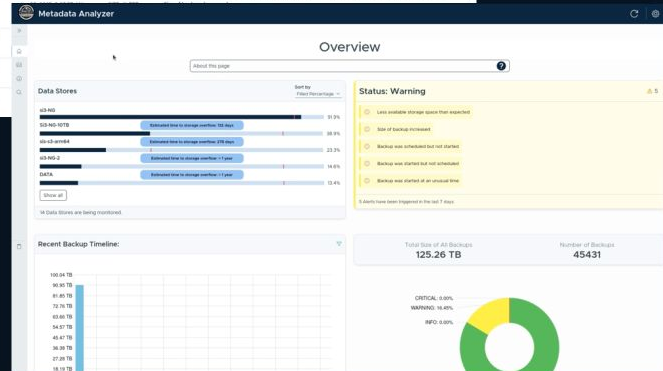 Metadata Analyzer
Overview
About this page
?
Data Stores
Sort by
Filled Percentage
sl3-NG
91.3%
SI3-NG-10TB
Estimated time to storage overflow: 135 days
38.9%
Estimated time to storage overflow: 276 days
23.3%
sl3-NG-2
Estimated time to storage overflow: > 1 year
14.6%
DATA
Estimated time to storage overflow: > 1 year
13.4%
Show all
14 Data Stores are being monitored.
Status: Warning
5
Less available storage space than expected
Size of backup increased
Backup was scheduled but not started
Backup was started but not scheduled
Backup was started at an unusual time
5 Alerts have been triggered in the last 7 days.
Recent Backup Timeline:
100.04 TB
90.95 TB
81.85 TB
72.76 TB
63.66 TB
54.57 TB
45.47 TB
36.38 TB
27.28 TB
18.19 TB
Total Size of All Backups
125.26 TB
Number of Backups
45431
CRITICAL: 0.00%
WARNING: 16.45%
INFO: 0.00%